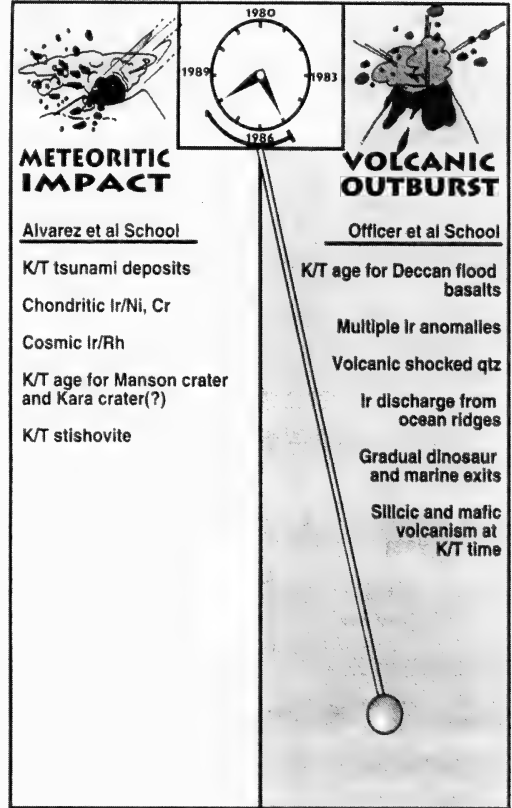 1980
1989
1983
1986
METEORITIC
IMPACT
Alvarez et al School
K/T tsunami deposits
Chondritic Ir/Ni, Cr
Cosmic Ir/Rh
K/T age for Manson crater
and Kara crater(?)
K/T stishovite
VOLCANIC
OUTBURST
Officer et al School
K/T age for Deccan flood
basalts
Multiple Ir anomalies
Volcanic shocked qtz
Ir discharge from
ocean ridges
Gradual dinosaur
and marine exits
Silicic and mafic
volcanism at
K/T time